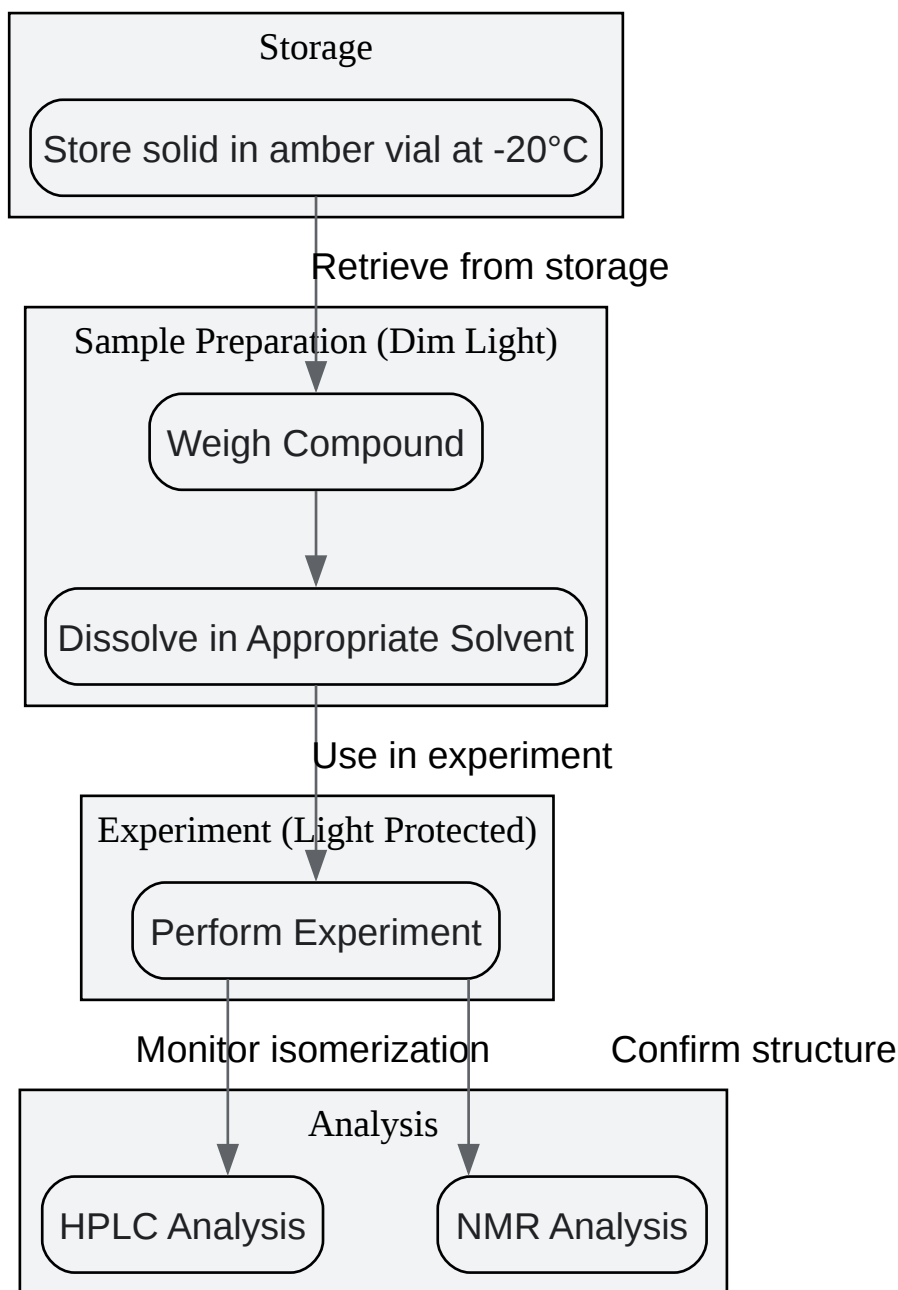 Storage
Store solid in amber vial at -20°C
Retrieve from storage
Sample Preparation (Dim Light)
Weigh Compound
Dissolve in Appropriate Solvent
Use in experiment
Experiment (Light Protected)
Perform Experiment
Monitor isomerization
Confirm structure
Analysis
HPLC Analysis
NMR Analysis